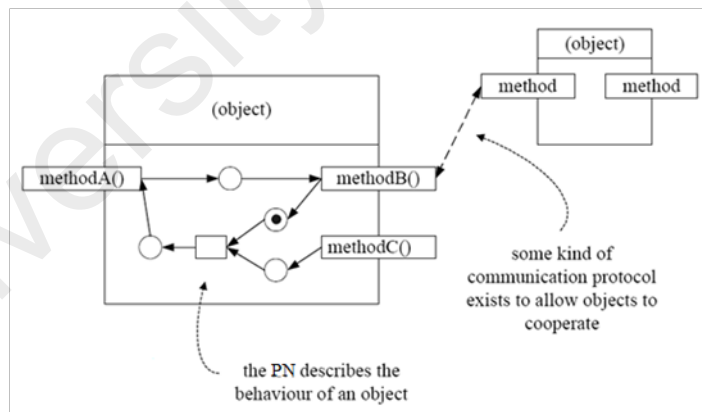 (object)
method
method
(object)
methodA()
methodB()
methodC()
some kind of
communication protocol
exists to allow objects to
cooperate
the PN describes the
behaviour of an object